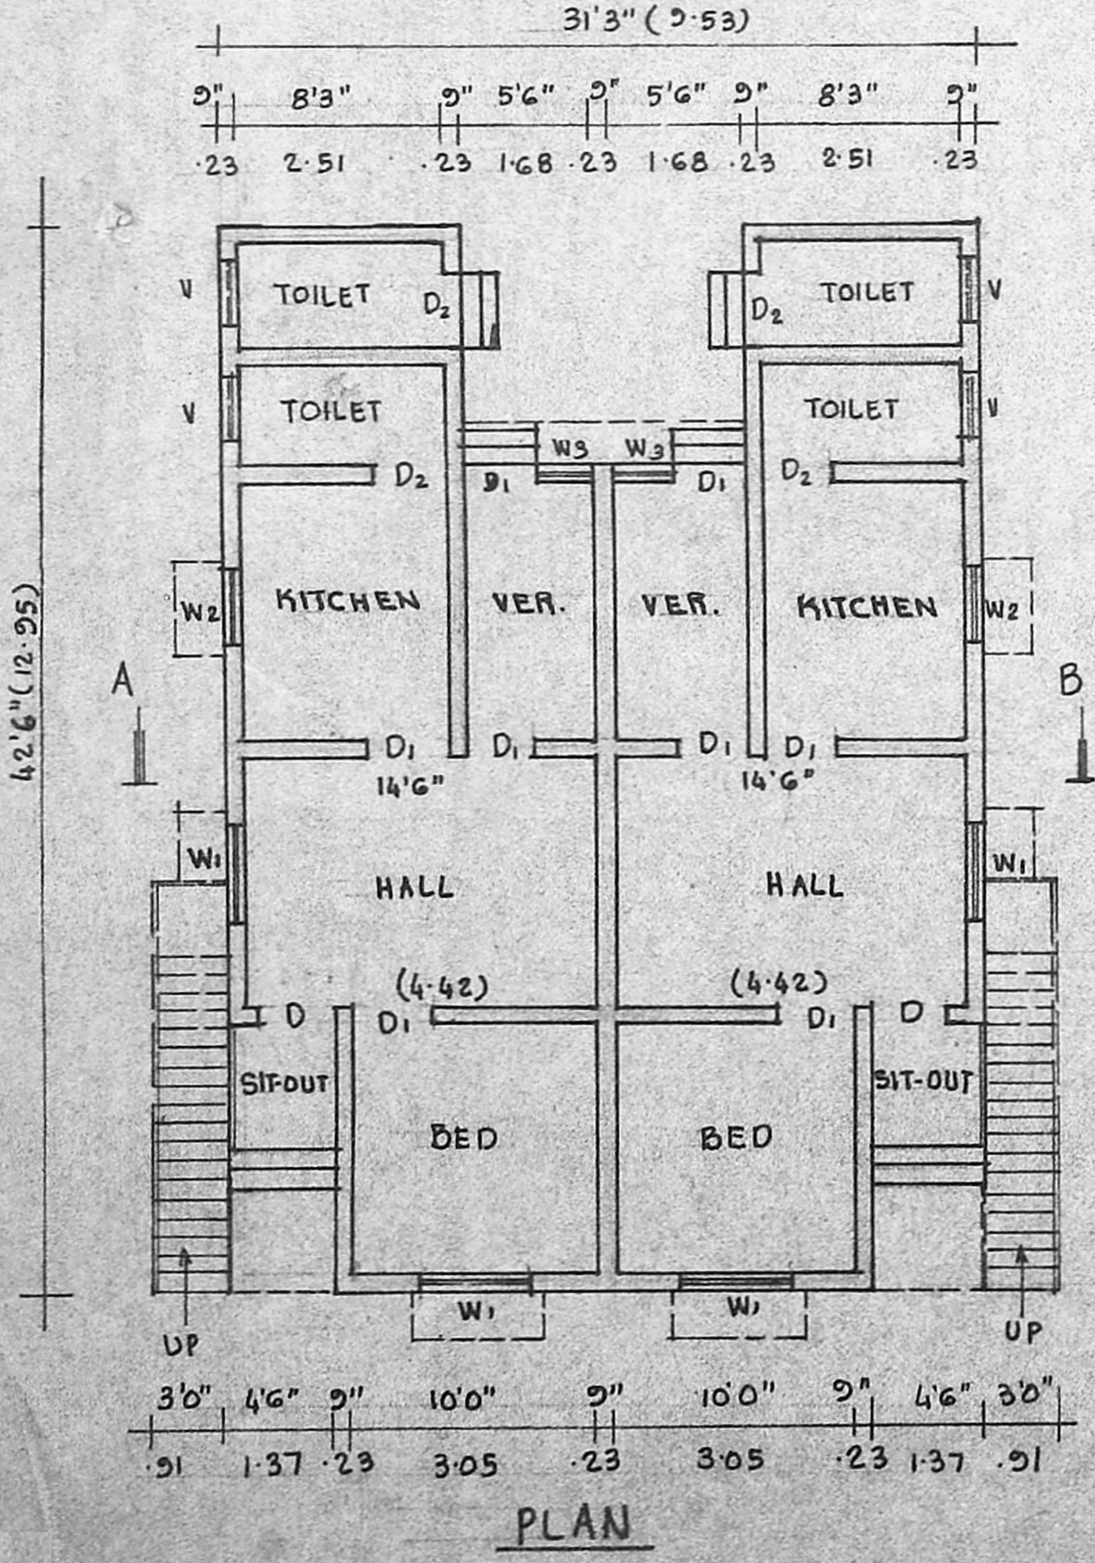 31'3" (9.53)
9" 8'3" 9" 5'6" 9" 5'6" 9" 8'3" 9"
.23 2.51 .23 1.68 .23 1.68 .23 2.51 .23
V TOILET D2 D2 TOILET V
V TOILET TOILET V
W3 W3
D2 D1 D1 D2
W2 KITCHEN VER. VER. KITCHEN W2
42'6" (12.95)
A B
D1 D1 D1 D1
14'6" 14'6"
W1 HALL HALL W1
(4.42) (4.42)
D D1 D1 D
SIT-OUT SIT-OUT
BED BED
W1 W1
UP UP
3'0" 4'6" 9" 10'0" 9" 10'0" 9" 4'6" 3'0"
.91 1.37 .23 3.05 .23 3.05 .23 1.37 .91
PLAN